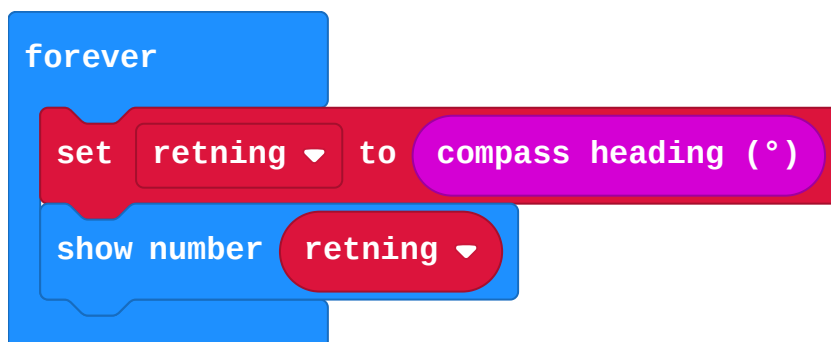 forever
set retning to compass heading (°)
show number retning